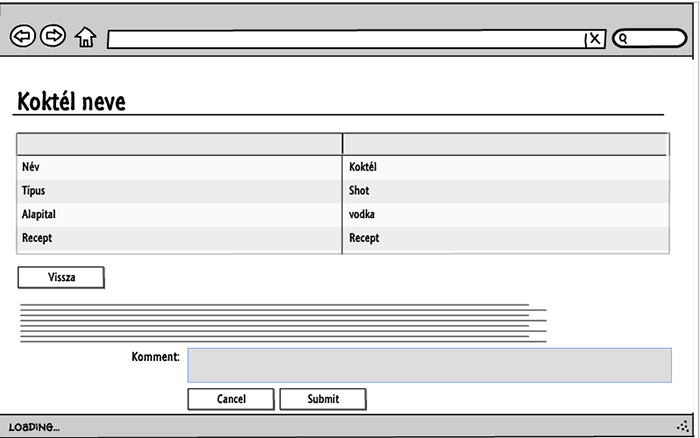 Koktél neve
Név Koktél
Típus Shot
Alapital vodka
Recept Recept
Vissza
Komment:
Cancel Submit
LOADING...